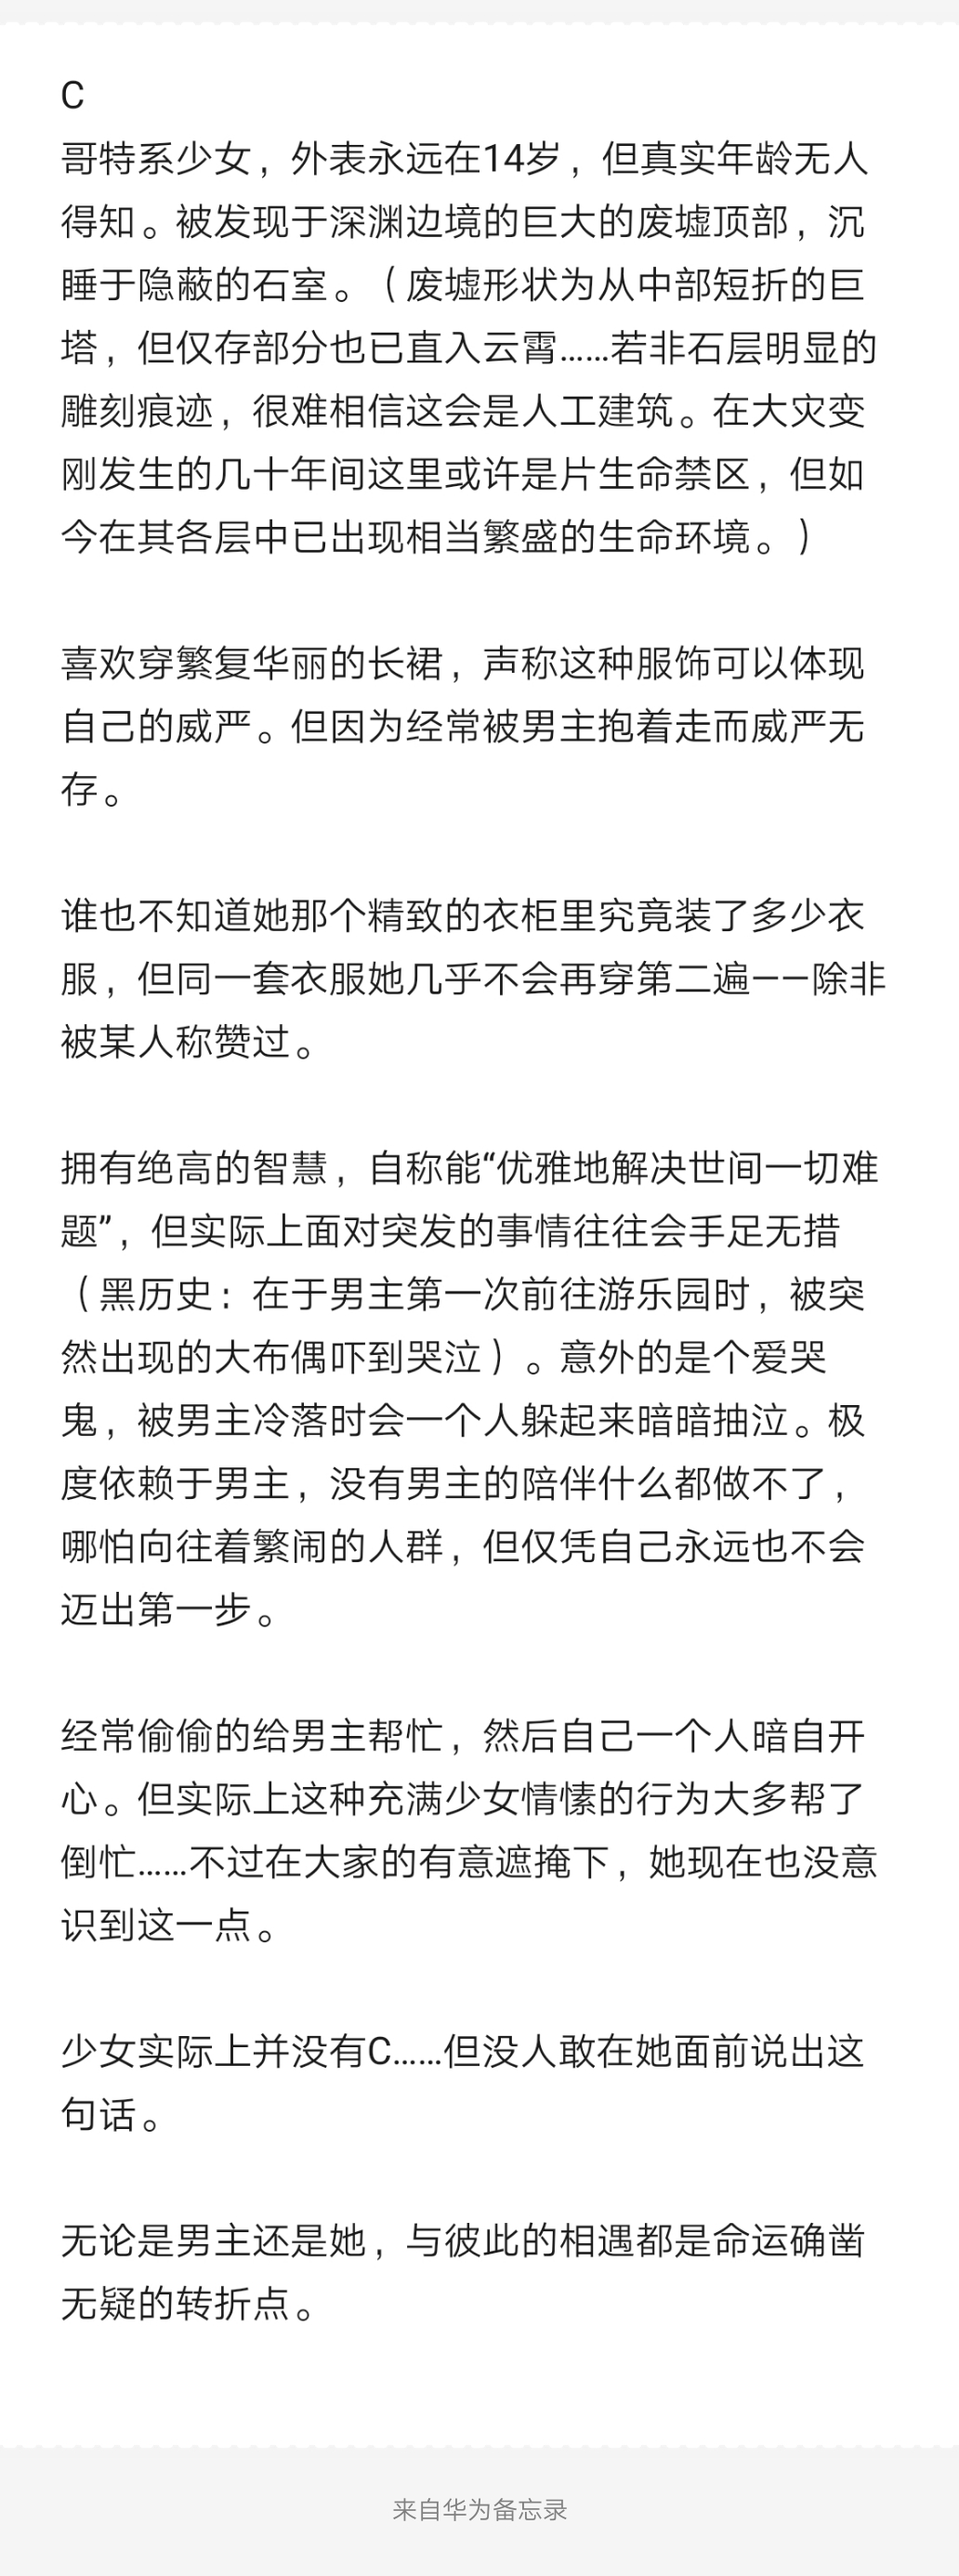 C
哥特系少女，外表永远在14岁，但真实年龄无人
得知。被发现于深渊边境的巨大的废墟顶部，沉
睡于隐蔽的石室。（废墟形状为从中部短折的巨
塔，但仅存部分也已直入云霄……若非石层明显的
雕刻痕迹，很难相信这会是人工建筑。在大灾变
刚发生的几十年间这里或许是片生命禁区，但如
今在其各层中已出现相当繁盛的生命环境。）
喜欢穿繁复华丽的长裙，声称这种服饰可以体现
自己的威严。但因为经常被男主抱着走而威严无
存。
谁也不知道她那个精致的衣柜里究竟装了多少衣
服，但同一套衣服她几乎不会再穿第二遍——除非
被某人称赞过。
拥有绝高的智慧，自称能“优雅地解决世间一切难
题”，但实际上面对突发的事情往往会手足无措
（黑历史：在于男主第一次前往游乐园时，被突
然出现的大布偶吓到哭泣）。意外的是个爱哭
鬼，被男主冷落时会一个人躲起来暗暗抽泣。极
度依赖于男主，没有男主的陪伴什么都做不了，
哪怕向往着繁闹的人群，但仅凭自己永远也不会
迈出第一步。
经常偷偷的给男主帮忙，然后自己一个人暗自开
心。但实际上这种充满少女情愫的行为大多帮了
倒忙……不过在大家的有意遮掩下，她现在也没意
识到这一点。
少女实际上并没有C……但没人敢在她面前说出这
句话。
无论是男主还是她，与彼此的相遇都是命运确凿
无疑的转折点。
来自华为备忘录